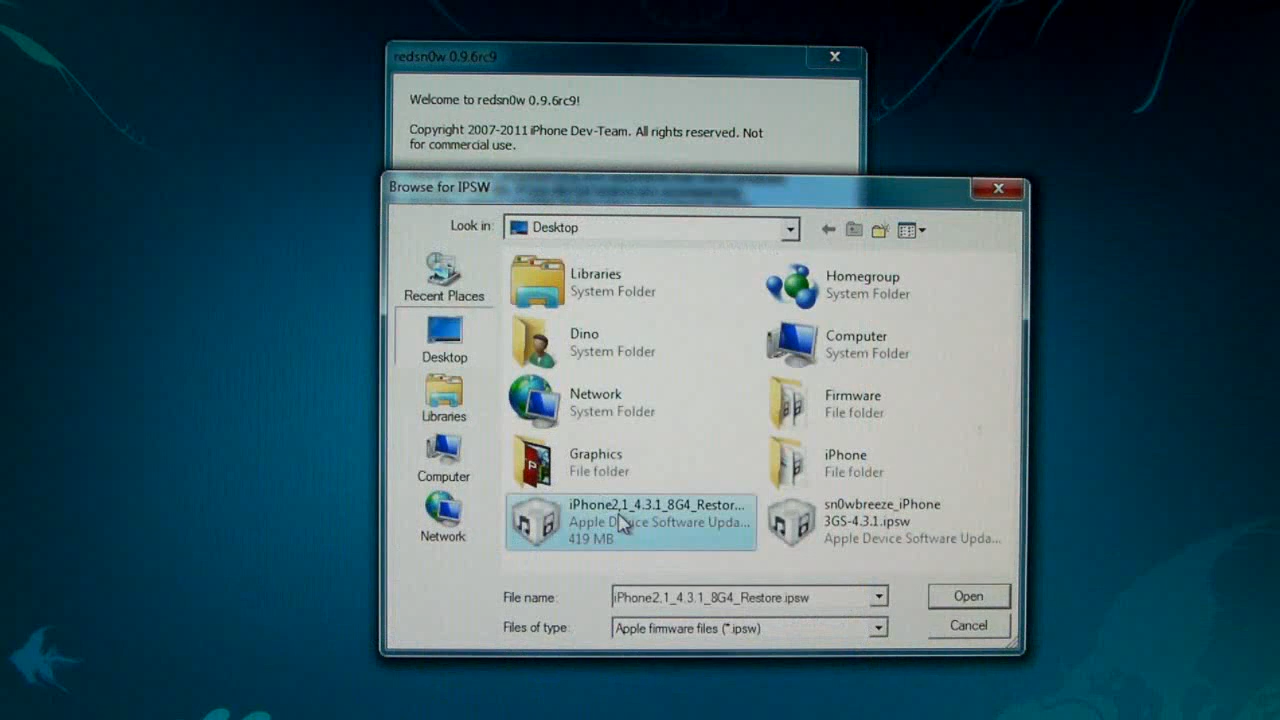 redsn0w 0.9.6rc9
Welcome to redsn0w 0.9.6rc9!
Copyright 2007-2011 iPhone Dev-Team. All rights reserved. Not
for commercial use.
Browse for IPSW
Look in:
Desktop
Recent Places
Desktop
Libraries
Computer
Network
Libraries
System Folder
Homegroup
System Folder
Dino
System Folder
Computer
System Folder
Network
System Folder
Firmware
File folder
Graphics
File folder
iPhone
File folder
iPhone2,1_4.3.1_8G4_Restor...
Apple Device Software Upda...
419 MB
sn0wbreeze_iPhone
3GS-4.3.1.ipsw
Apple Device Software Upda...
File name:
iPhone2,1_4.3.1_8G4_Restore.ipsw
Open
Files of type:
Apple firmware files (*.ipsw)
Cancel